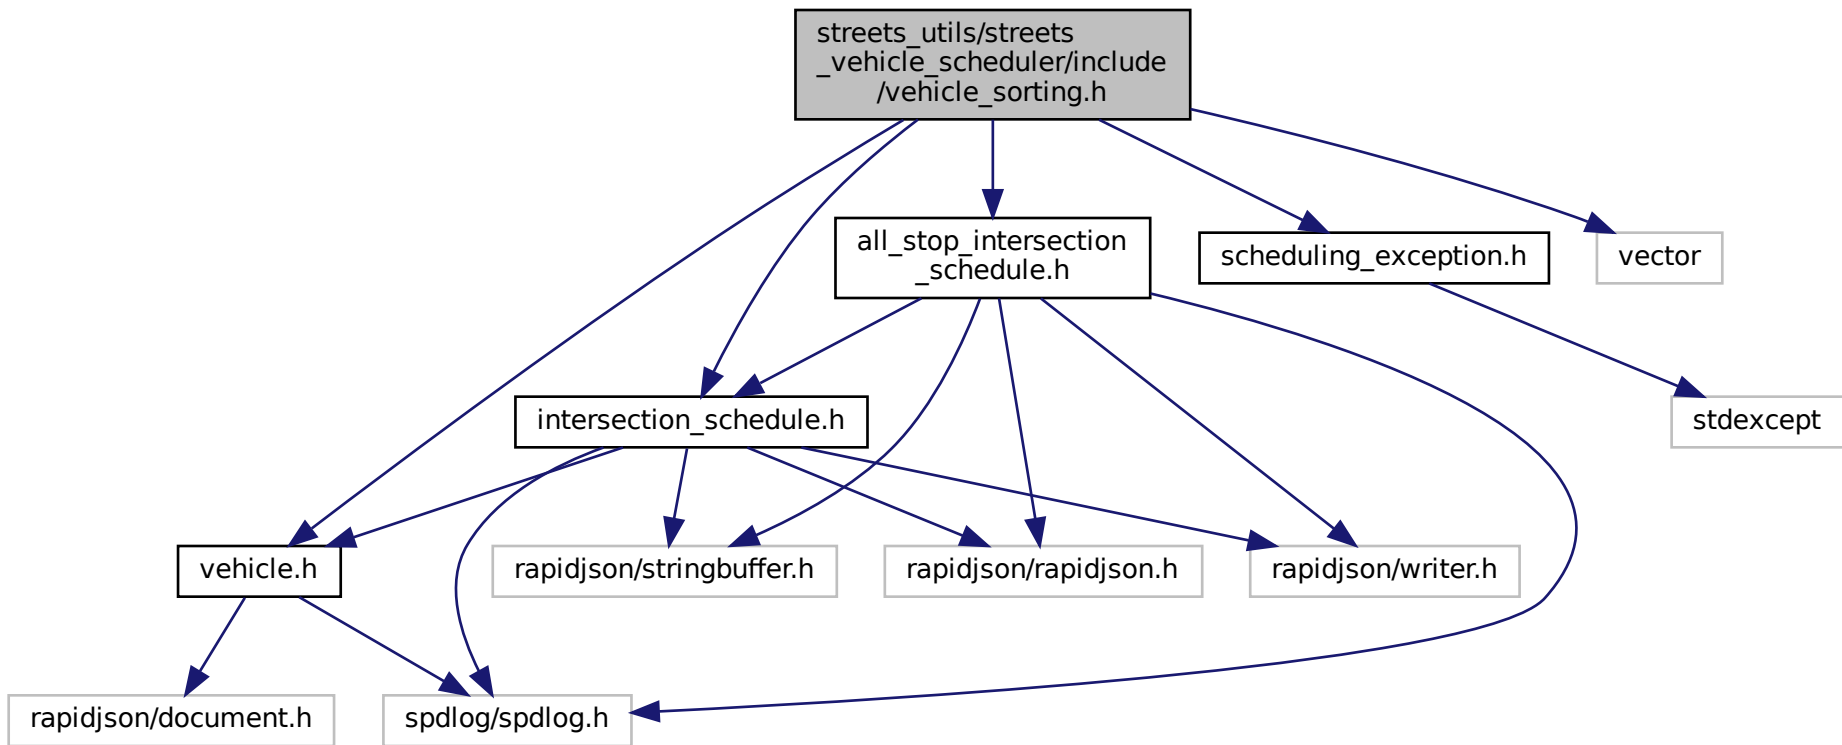 streets_utils/streets
_vehicle_scheduler/include
/vehicle_sorting.h
all_stop_intersection
_schedule.h
scheduling_exception.h
vector
intersection_schedule.h
stdexcept
vehicle.h
rapidjson/stringbuffer.h
rapidjson/rapidjson.h
rapidjson/writer.h
rapidjson/document.h
spdlog/spdlog.h